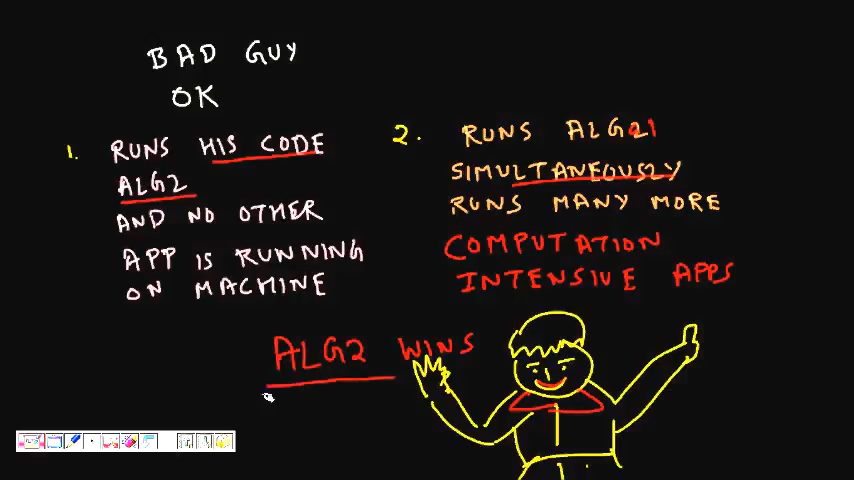 BAD GUY
OK
1. RUNS HIS CODE
ALG2
AND NO OTHER
APP IS RUNNING
ON MACHINE
2. RUNS ALG1
SIMULTANEOUSLY
RUNS MANY MORE
COMPUTATION
INTENSIVE APPS
ALG2 WINS